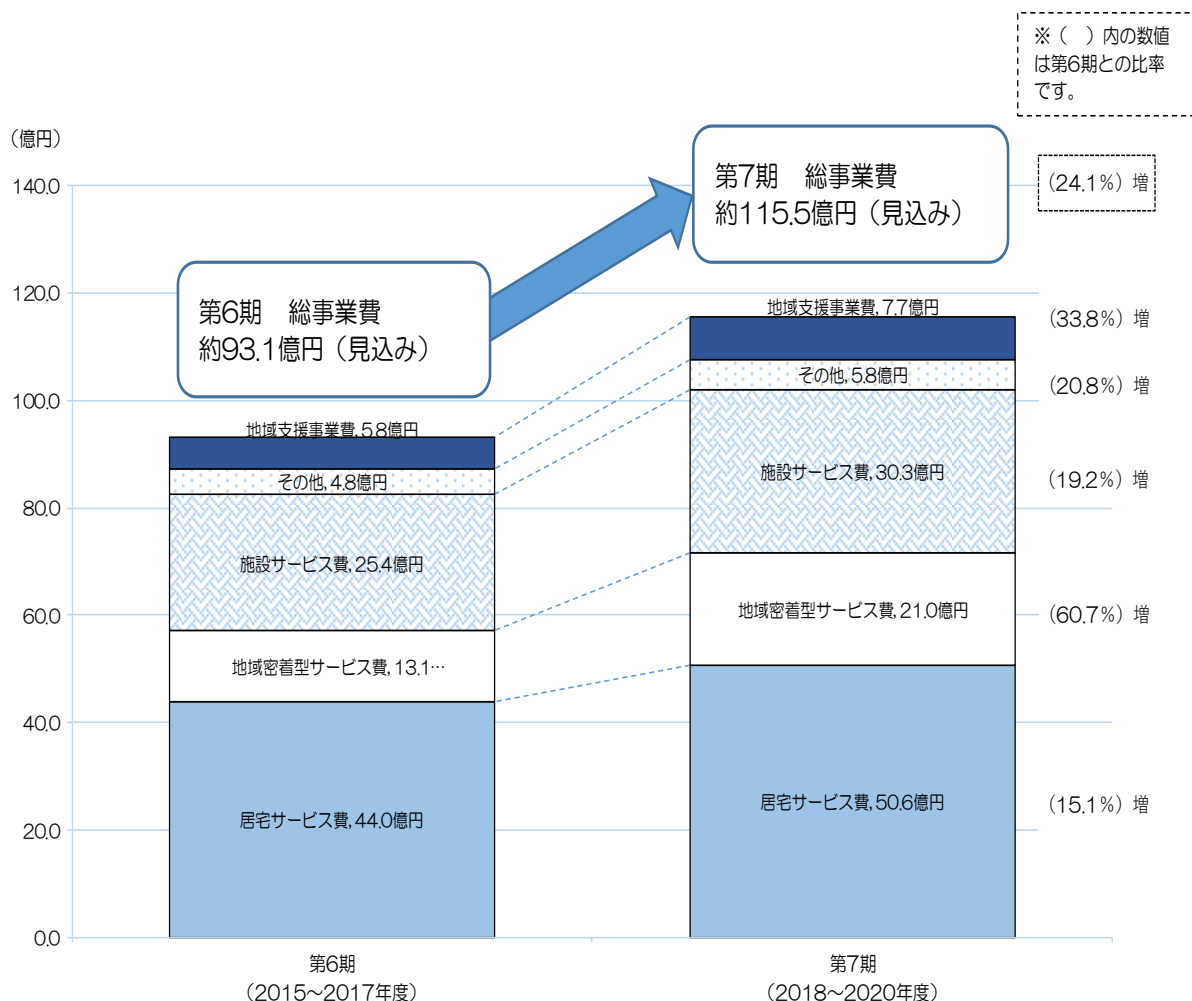 ※（　）内の数値
は第6期との比率
です。
（億円）
140.0
120.0
100.0
80.0
60.0
40.0
20.0
0.0
第6期　総事業費
約93.1億円（見込み）
第7期　総事業費
約115.5億円（見込み）
地域支援事業費, 5.8億円
その他, 4.8億円
施設サービス費, 25.4億円
地域密着型サービス費, 13.1…
居宅サービス費, 44.0億円
地域支援事業費, 7.7億円
その他, 5.8億円
施設サービス費, 30.3億円
地域密着型サービス費, 21.0億円
居宅サービス費, 50.6億円
（24.1％）増
（33.8％）増
（20.8％）増
（19.2％）増
（60.7％）増
（15.1％）増
第6期
（2015～2017年度）
第7期
（2018～2020年度）